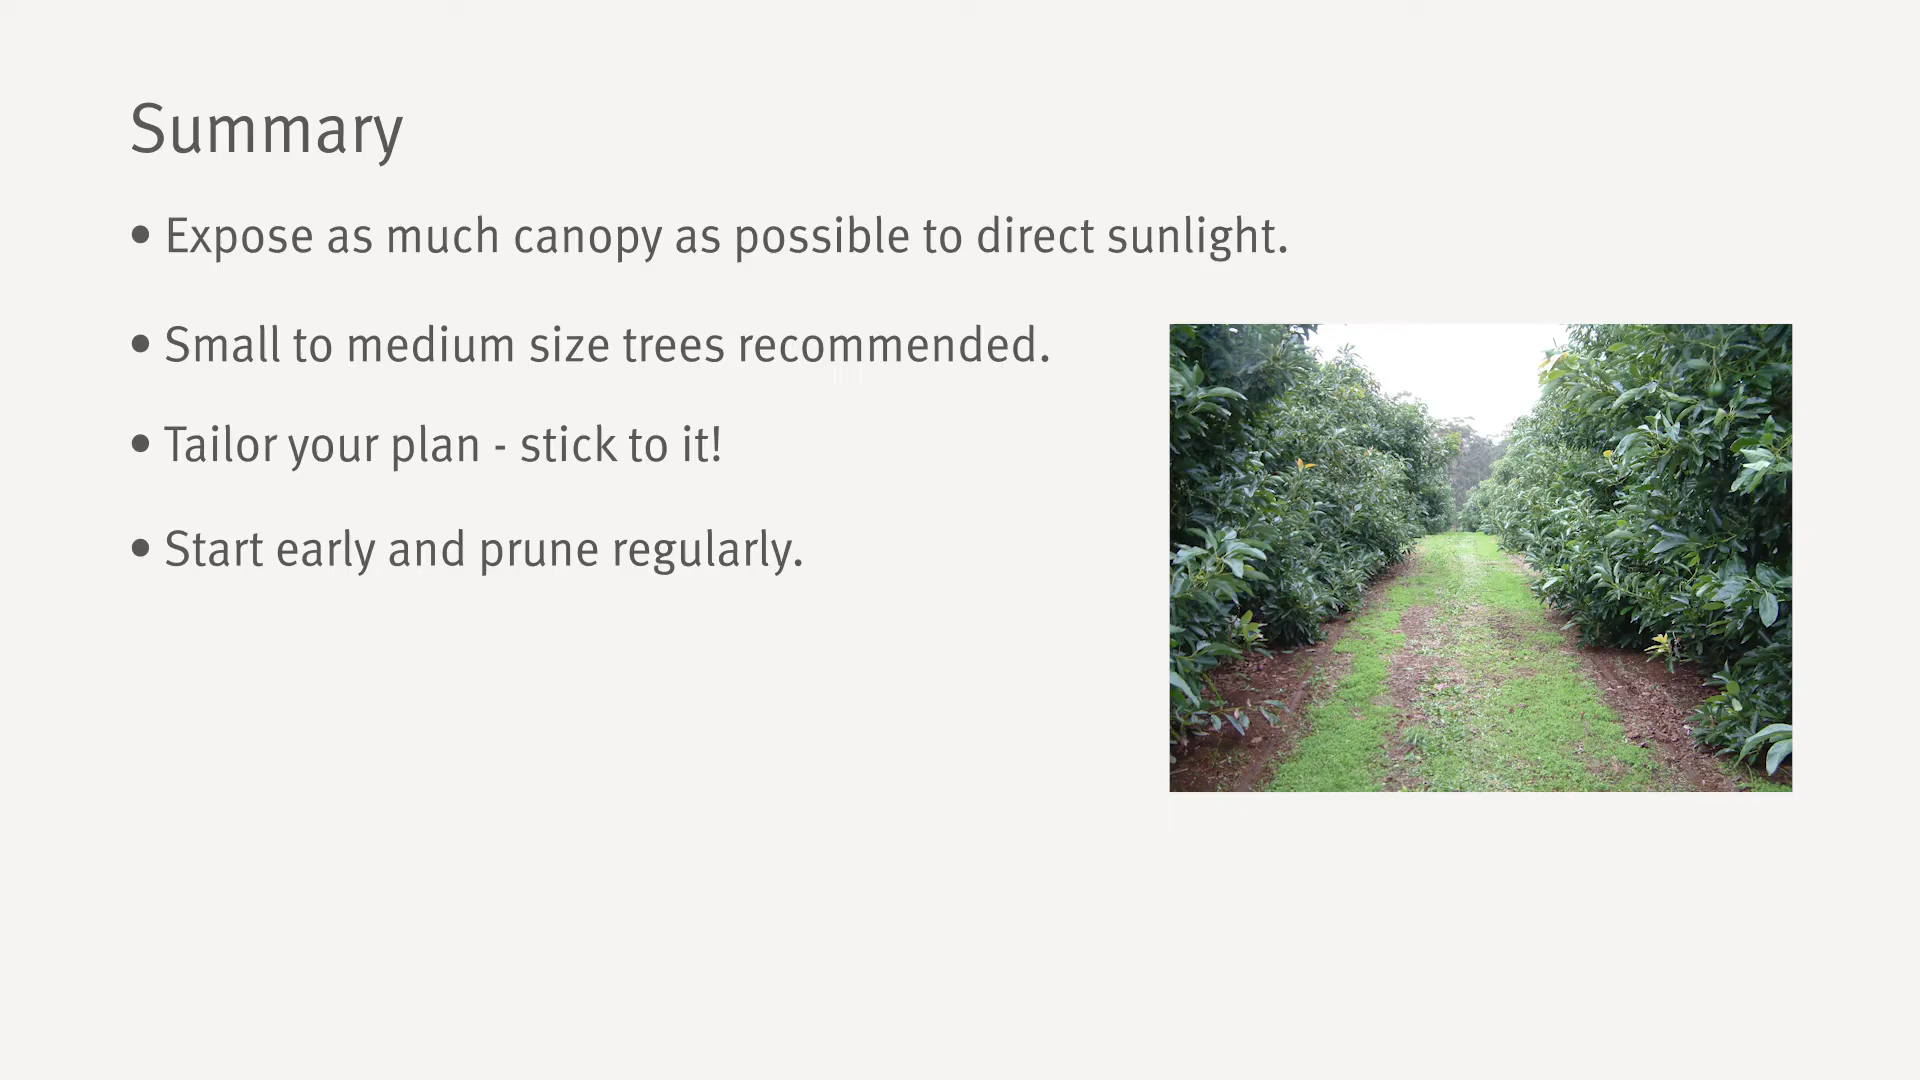 Summary
• Expose as much canopy as possible to direct sunlight.
• Small to medium size trees recommended.
• Tailor your plan - stick to it!
• Start early and prune regularly.